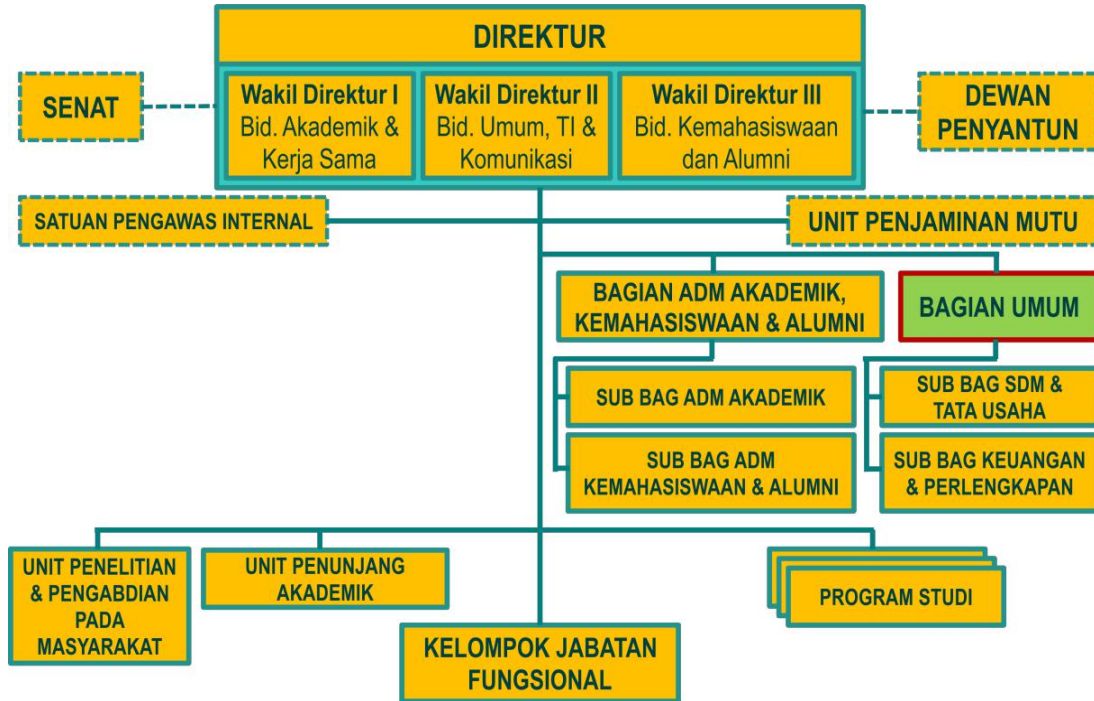 DIREKTUR
SENAT
Wakil Direktur I
Bid. Akademik &
Kerja Sama
Wakil Direktur II
Bid. Umum, TI &
Komunikasi
Wakil Direktur III
Bid. Kemahasiswaan
dan Alumni
DEWAN
PENYANTUN
SATUAN PENGAWAS INTERNAL
UNIT PENJAMINAN MUTU
BAGIAN ADM AKADEMIK,
KEMAHASISWAAN & ALUMNI
BAGIAN UMUM
SUB BAG ADM AKADEMIK
SUB BAG SDM &
TATA USAHA
SUB BAG ADM
KEMAHASISWAAN & ALUMNI
SUB BAG KEUANGAN
& PERLENGKAPAN
UNIT PENELITIAN
& PENGABDIAN
PADA
MASYARAKAT
UNIT PENUNJANG
AKADEMIK
PROGRAM STUDI
KELOMPOK JABATAN
FUNGSIONAL